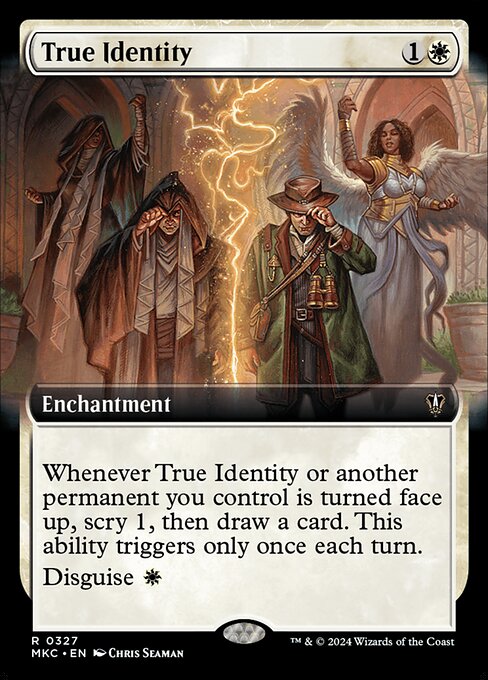 True Identity 1
Enchantment
Whenever True Identity or another
permanent you control is turned face
up, scry 1, then draw a card. This
ability triggers only once each turn.
Disguise
R 0327
MKC • EN Chris Seaman
™ & © 2024 Wizards of the Coast